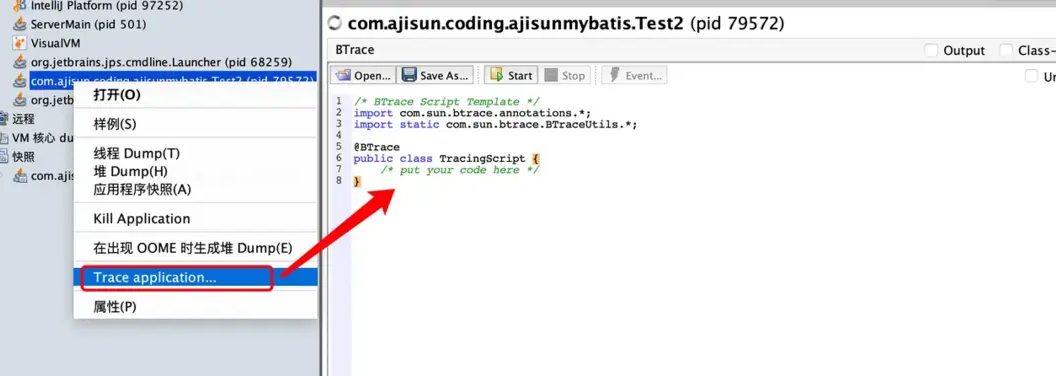 IntelliJ Platform (pid 97252)
ServerMain (pid 501)
VisualVM
org.jetbrains.jps.cmdline.Launcher (pid 68259)
com.ajisun.coding.ajisunmybatis.Test2 (pid 79572)
org.jetb
远程
VM 核心 du
快照
com.ajis
打开(O)
样例(S)
线程 Dump(T)
堆 Dump(H)
应用程序快照(A)
Kill Application
在出现 OOME 时生成堆 Dump(E)
Trace application...
属性(P)
com.ajisun.coding.ajisunmybatis.Test2 (pid 79572)
BTrace
Output
Class-
Open...
Save As...
Start
Stop
Event...
Un
1 /* BTrace Script Template */
2 import com.sun.btrace.annotations.*;
3 import static com.sun.btrace.BTraceUtils.*;
4
5 @BTrace
6 public class TracingScript {
7 /* put your code here */
8 }